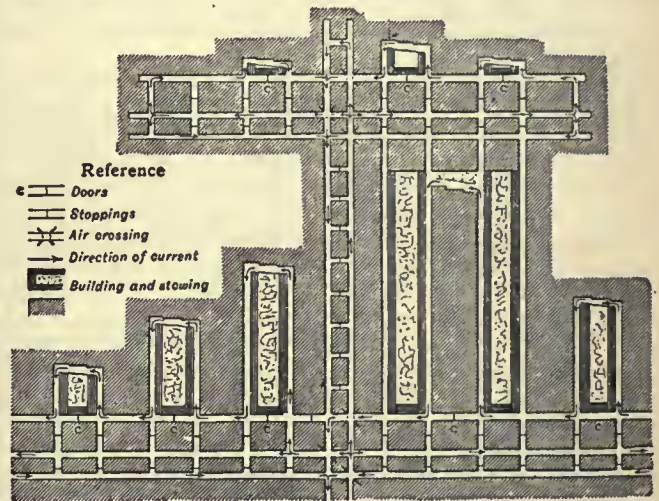 c c c
Reference
c Doors
Stoppings
Air crossing
Direction of current
Building and stowing
c c c c c